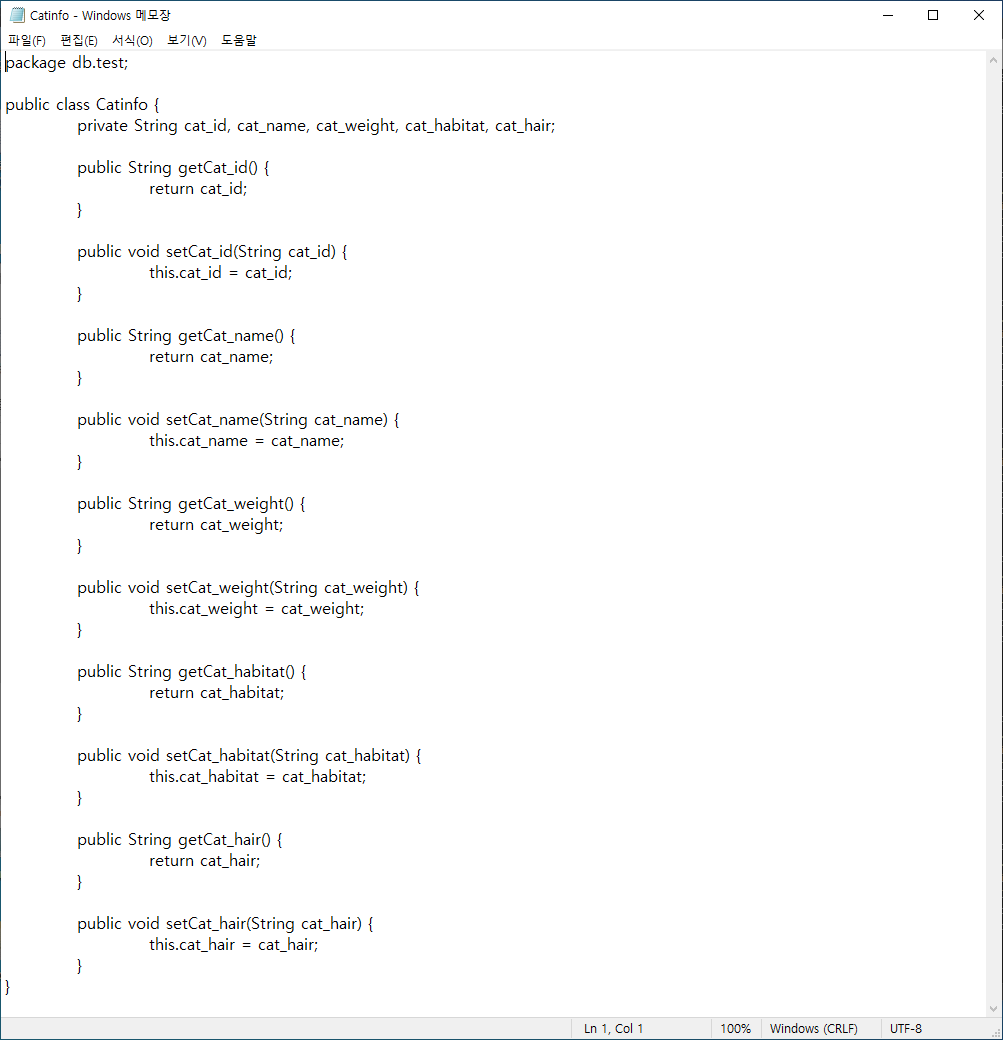 Catinfo - Windows 메모장
파일(F) 편집(E) 서식(O) 보기(V) 도움말
package db.test;
public class Catinfo {
private String cat_id, cat_name, cat_weight, cat_habitat, cat_hair;
public String getCat_id() {
return cat_id;
}
public void setCat_id(String cat_id) {
this.cat_id = cat_id;
}
public String getCat_name() {
return cat_name;
}
public void setCat_name(String cat_name) {
this.cat_name = cat_name;
}
public String getCat_weight() {
return cat_weight;
}
public void setCat_weight(String cat_weight) {
this.cat_weight = cat_weight;
}
public String getCat_habitat() {
return cat_habitat;
}
public void setCat_habitat(String cat_habitat) {
this.cat_habitat = cat_habitat;
}
public String getCat_hair() {
return cat_hair;
}
public void setCat_hair(String cat_hair) {
this.cat_hair = cat_hair;
}
}
Ln 1, Col 1 100% Windows (CRLF) UTF-8